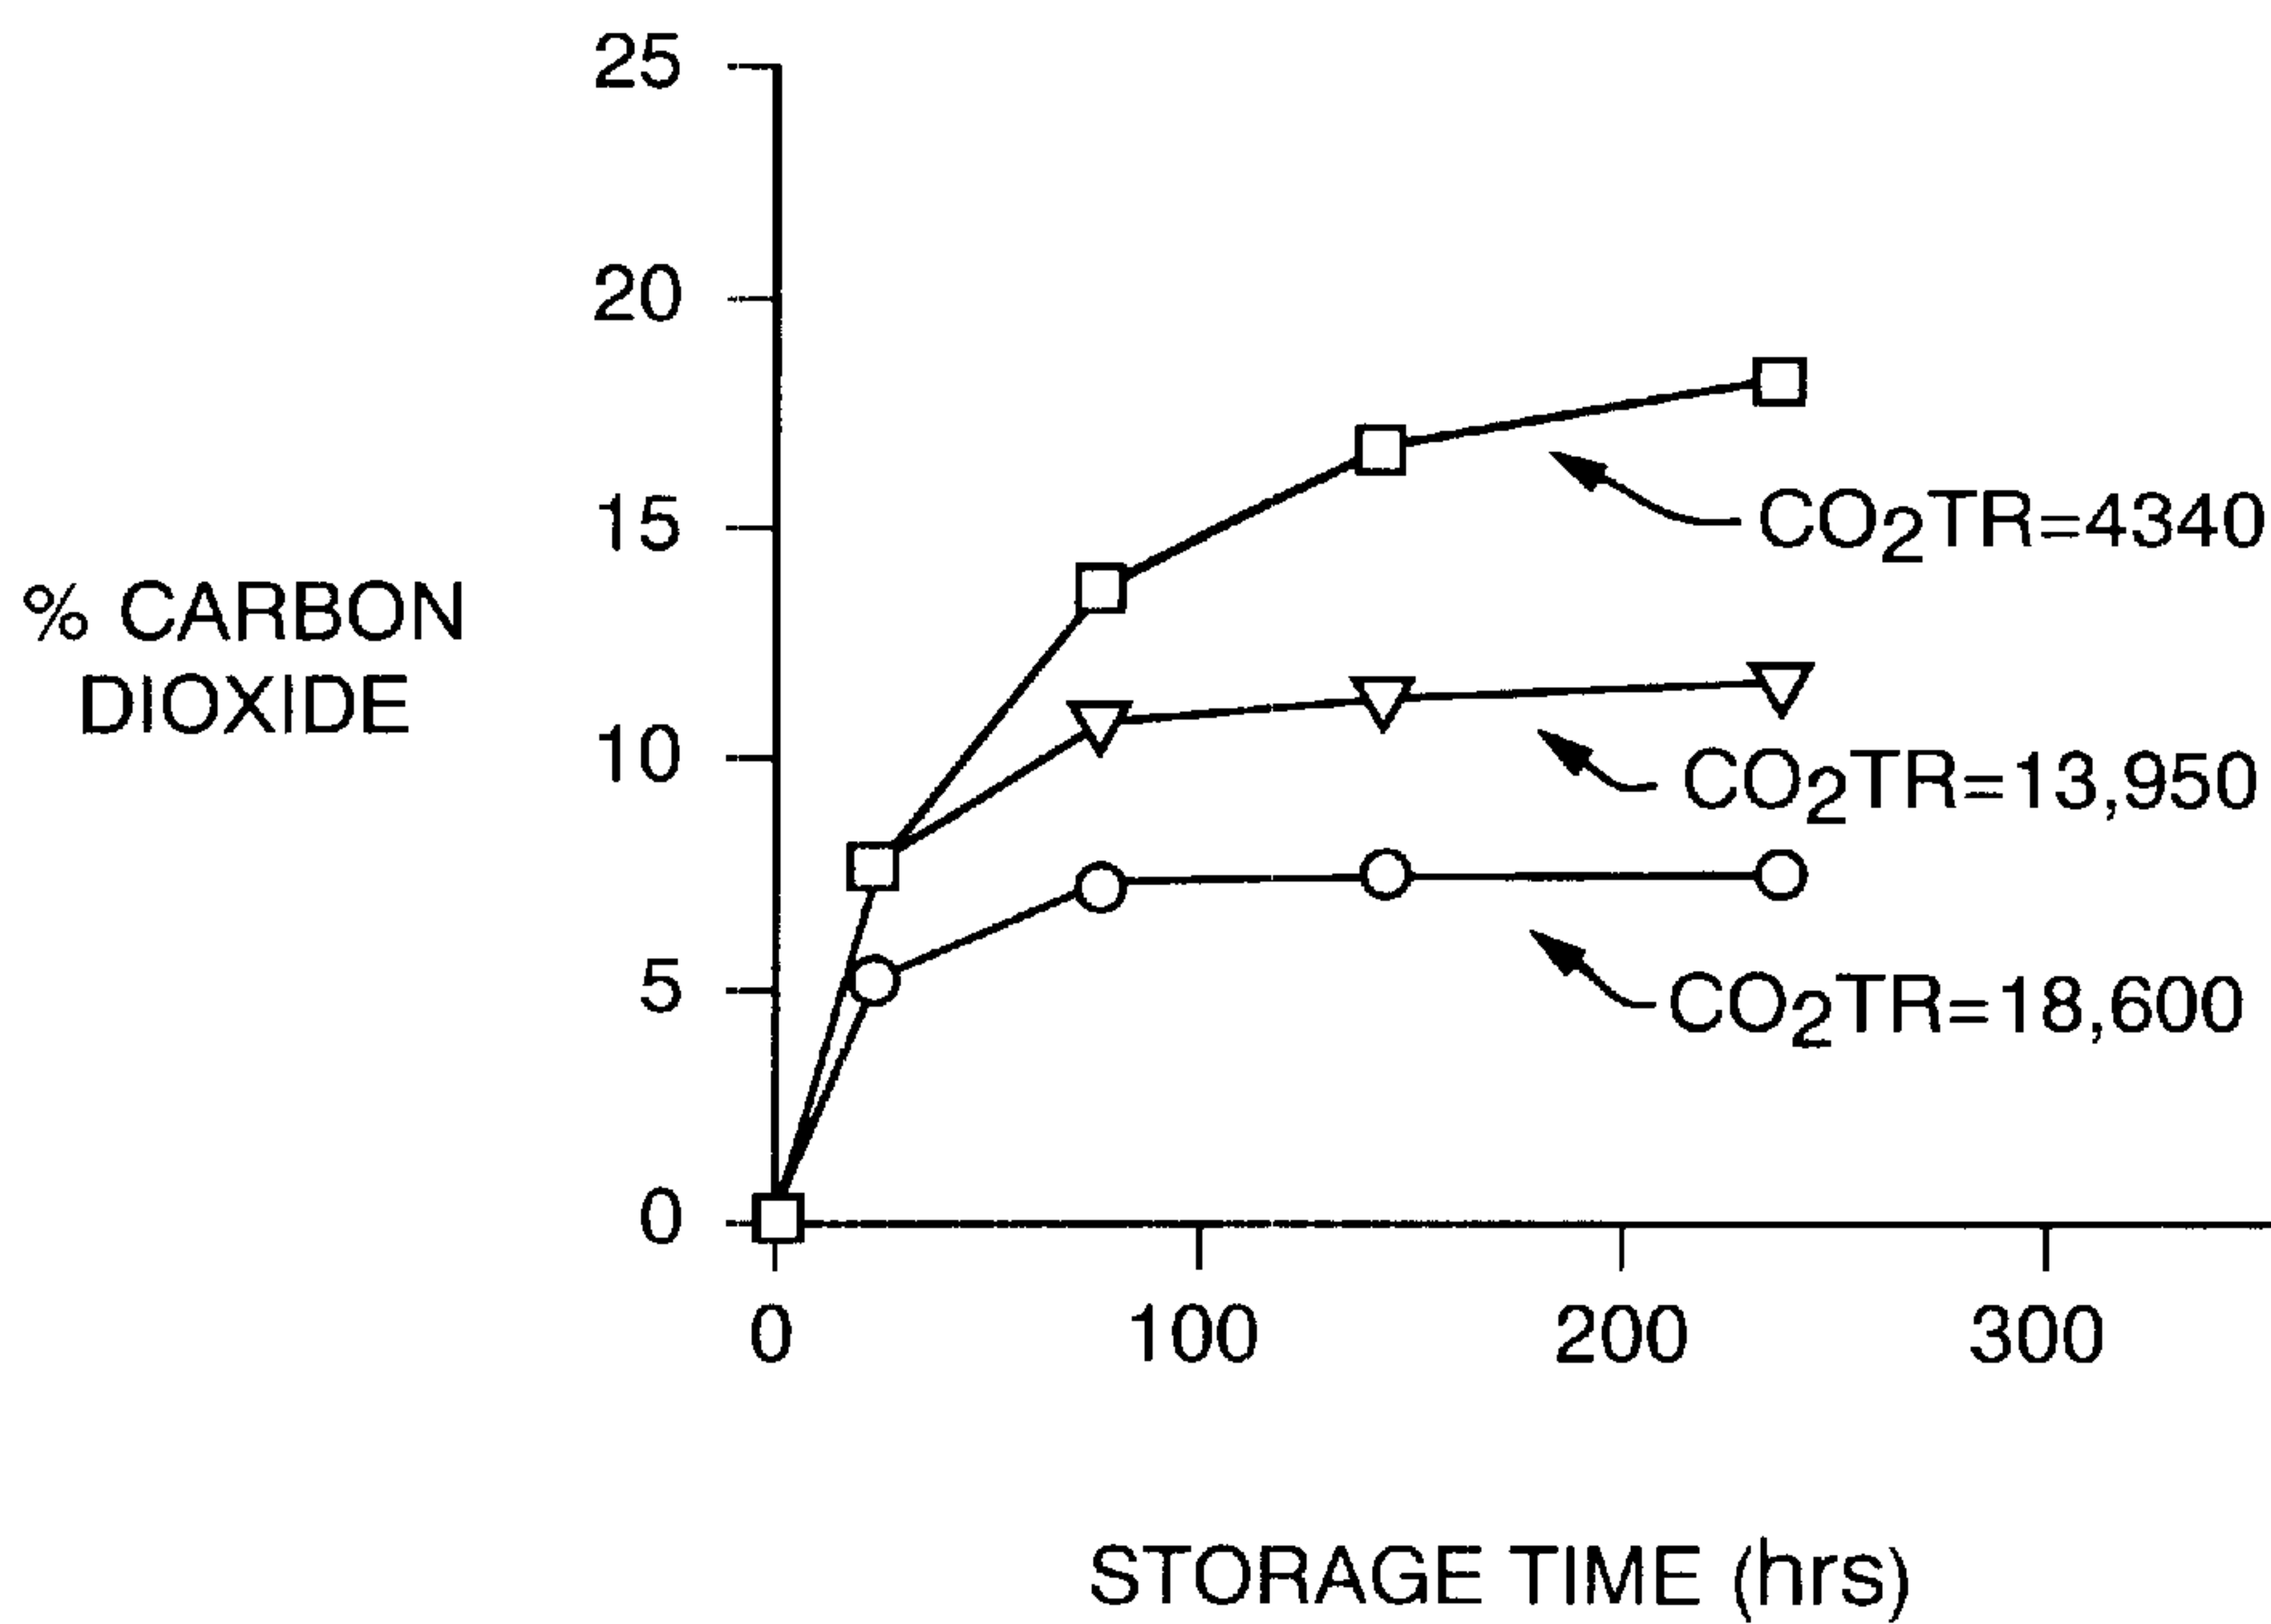 25
20
15
10
5
0
% CARBON
DIOXIDE
CO₂TR=4340
CO₂TR=13,950
CO₂TR=18,600
0 100 200 300
STORAGE TIME (hrs)